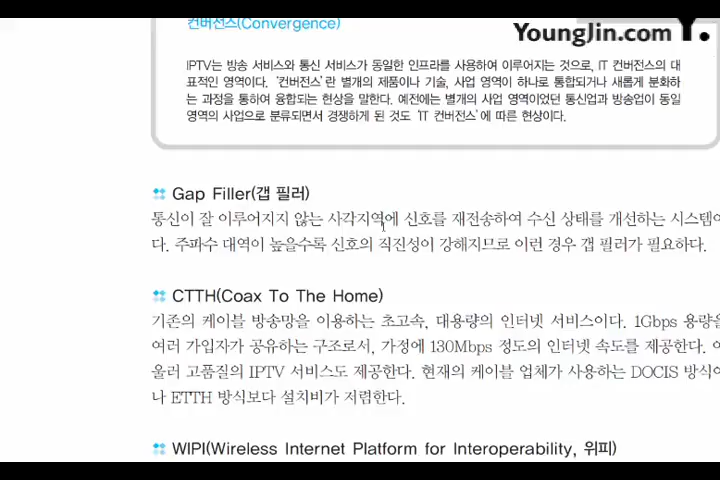 컨버전스(Convergence)
YoungJin.com Y.
IPTV는 방송 서비스와 통신 서비스가 동일한 인프라를 사용하여 이루어지는 것으로, IT 컨버전스의 대
표적인 영역이다. '컨버전스'란 별개의 제품이나 기술, 사업 영역이 하나로 통합되거나 새롭게 분화하
는 과정을 통하여 융합되는 현상을 말한다. 예전에는 별개의 사업 영역이었던 통신업과 방송업이 동일
영역의 사업으로 분류되면서 경쟁하게 된 것도 'IT 컨버전스'에 따른 현상이다.
Gap Filler(갭 필러)
통신이 잘 이루어지지 않는 사각지역에 신호를 재전송하여 수신 상태를 개선하는 시스템이
다. 주파수 대역이 높을수록 신호의 직진성이 강해지므로 이런 경우 갭 필러가 필요하다.
CTTH(Coax To The Home)
기존의 케이블 방송망을 이용하는 초고속, 대용량의 인터넷 서비스이다. 1Gbps 용량을
여러 가입자가 공유하는 구조로서, 가정에 130Mbps 정도의 인터넷 속도를 제공한다. 아
울러 고품질의 IPTV 서비스도 제공한다. 현재의 케이블 업체가 사용하는 DOCIS 방식이
나 ETTH 방식보다 설치비가 저렴하다.
WIPI(Wireless Internet Platform for Interoperability, 위피)